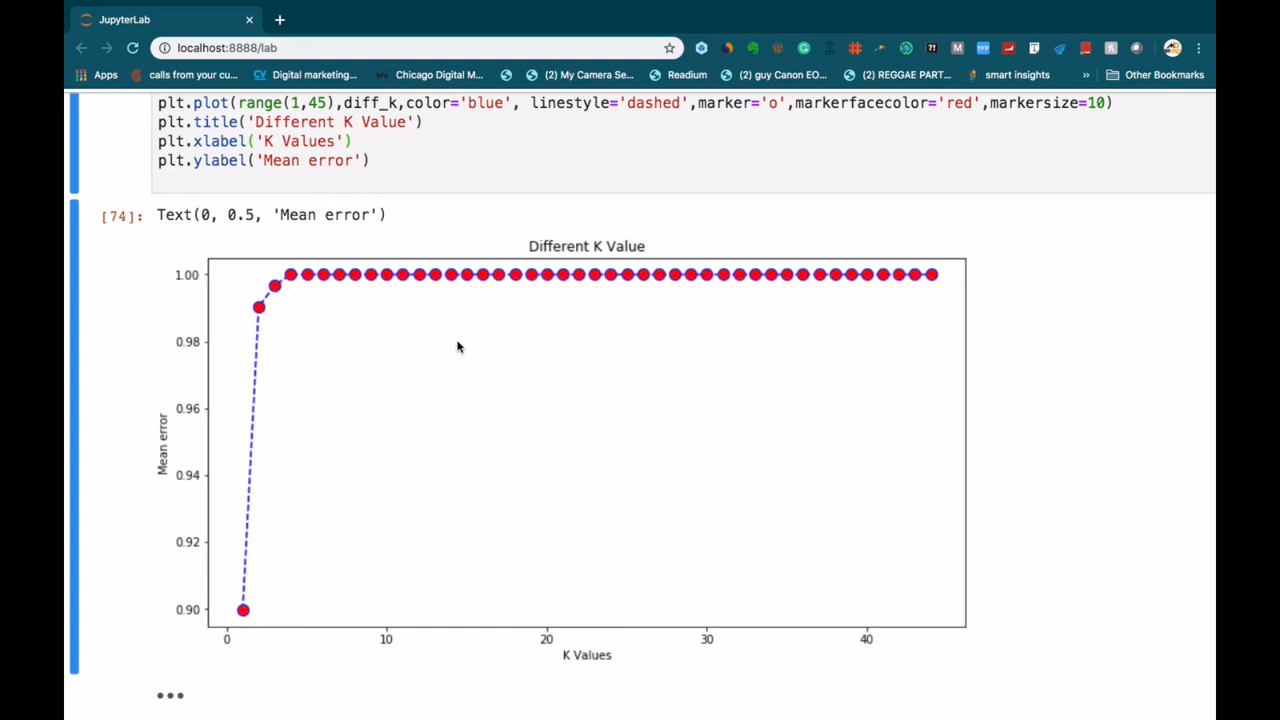 JupyterLab
localhost:8888/lab
Apps calls from your cu... CV Digital marketing... Chicago Digital M... (2) My Camera Se... Readium (2) guy Canon EO... (2) REGGAE PART... smart insights » Other Bookmarks
plt.plot(range(1,45),diff_k,color='blue', linestyle='dashed',marker='o',markerfacecolor='red',markersize=10)
plt.title('Different K Value')
plt.xlabel('K Values')
plt.ylabel('Mean error')
[74]: Text(0, 0.5, 'Mean error')
Different K Value
1.00
0.98
0.96
0.94
0.92
0.90
Mean error
0 10 20 30 40
K Values